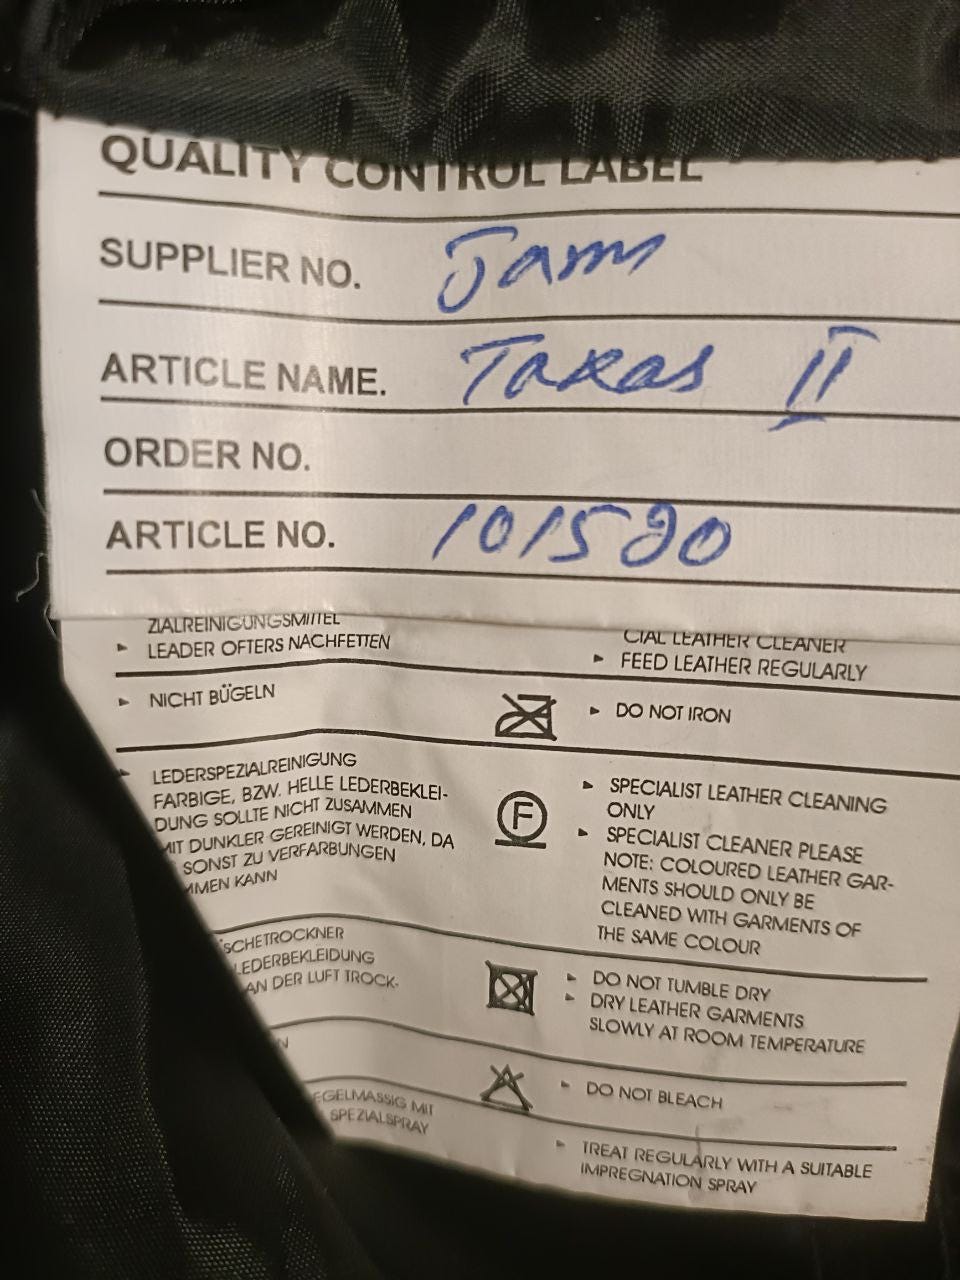 QUALITY CONTROL LABEL
SUPPLIER NO. Jam
ARTICLE NAME. Taxas II
ORDER NO.
ARTICLE NO. 101520
ZIALREINIGUNGSMITTEL
LEADER OFTERS NACHFETTEN
CIAL LEATHER CLEANER
FEED LEATHER REGULARLY
NICHT BÜGELN
DO NOT IRON
LEDERSPEZIALREINIGUNG
FARBIGE, BZW. HELLE LEDERBEKLEI-
DUNG SOLLTE NICHT ZUSAMMEN
MIT DUNKLER GEREINIGT WERDEN, DA
SONST ZU VERFARBUNGEN
MMEN KANN
F
SPECIALIST LEATHER CLEANING
ONLY
SPECIALIST CLEANER PLEASE
NOTE: COLOURED LEATHER GAR-
MENTS SHOULD ONLY BE
CLEANED WITH GARMENTS OF
THE SAME COLOUR
SCHETROCKNER
LEDERBEKLEIDUNG
AN DER LUFT TROCK-
DO NOT TUMBLE DRY
DRY LEATHER GARMENTS
SLOWLY AT ROOM TEMPERATURE
N
DO NOT BLEACH
EGELMASSIG MIT
SPEZIALSPRAY
TREAT REGULARLY WITH A SUITABLE
IMPREGNATION SPRAY